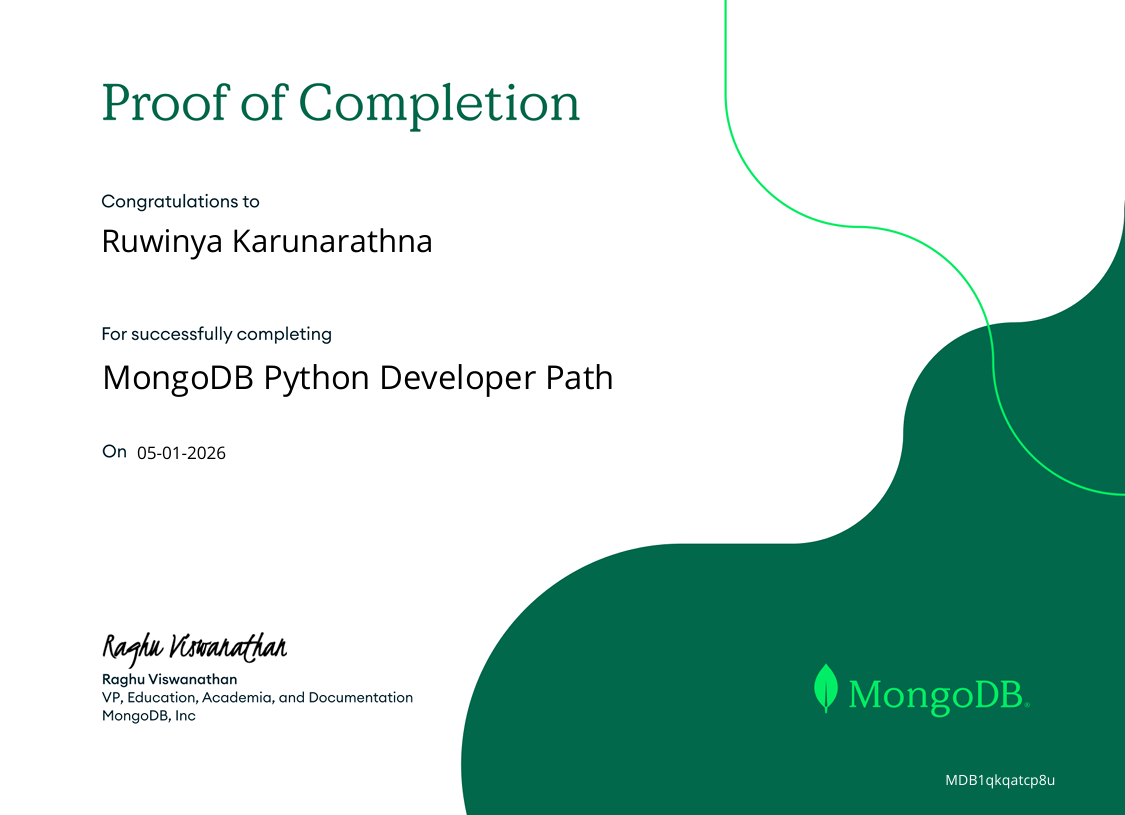 Proof of Completion
Congratulations to
Ruwinya Karunarathna
For successfully completing
MongoDB Python Developer Path
On 05-01-2026
Raghu Viswanathan
Raghu Viswanathan
VP, Education, Academia, and Documentation
MongoDB, Inc
MongoDB®
MDB1qkqatcp8u